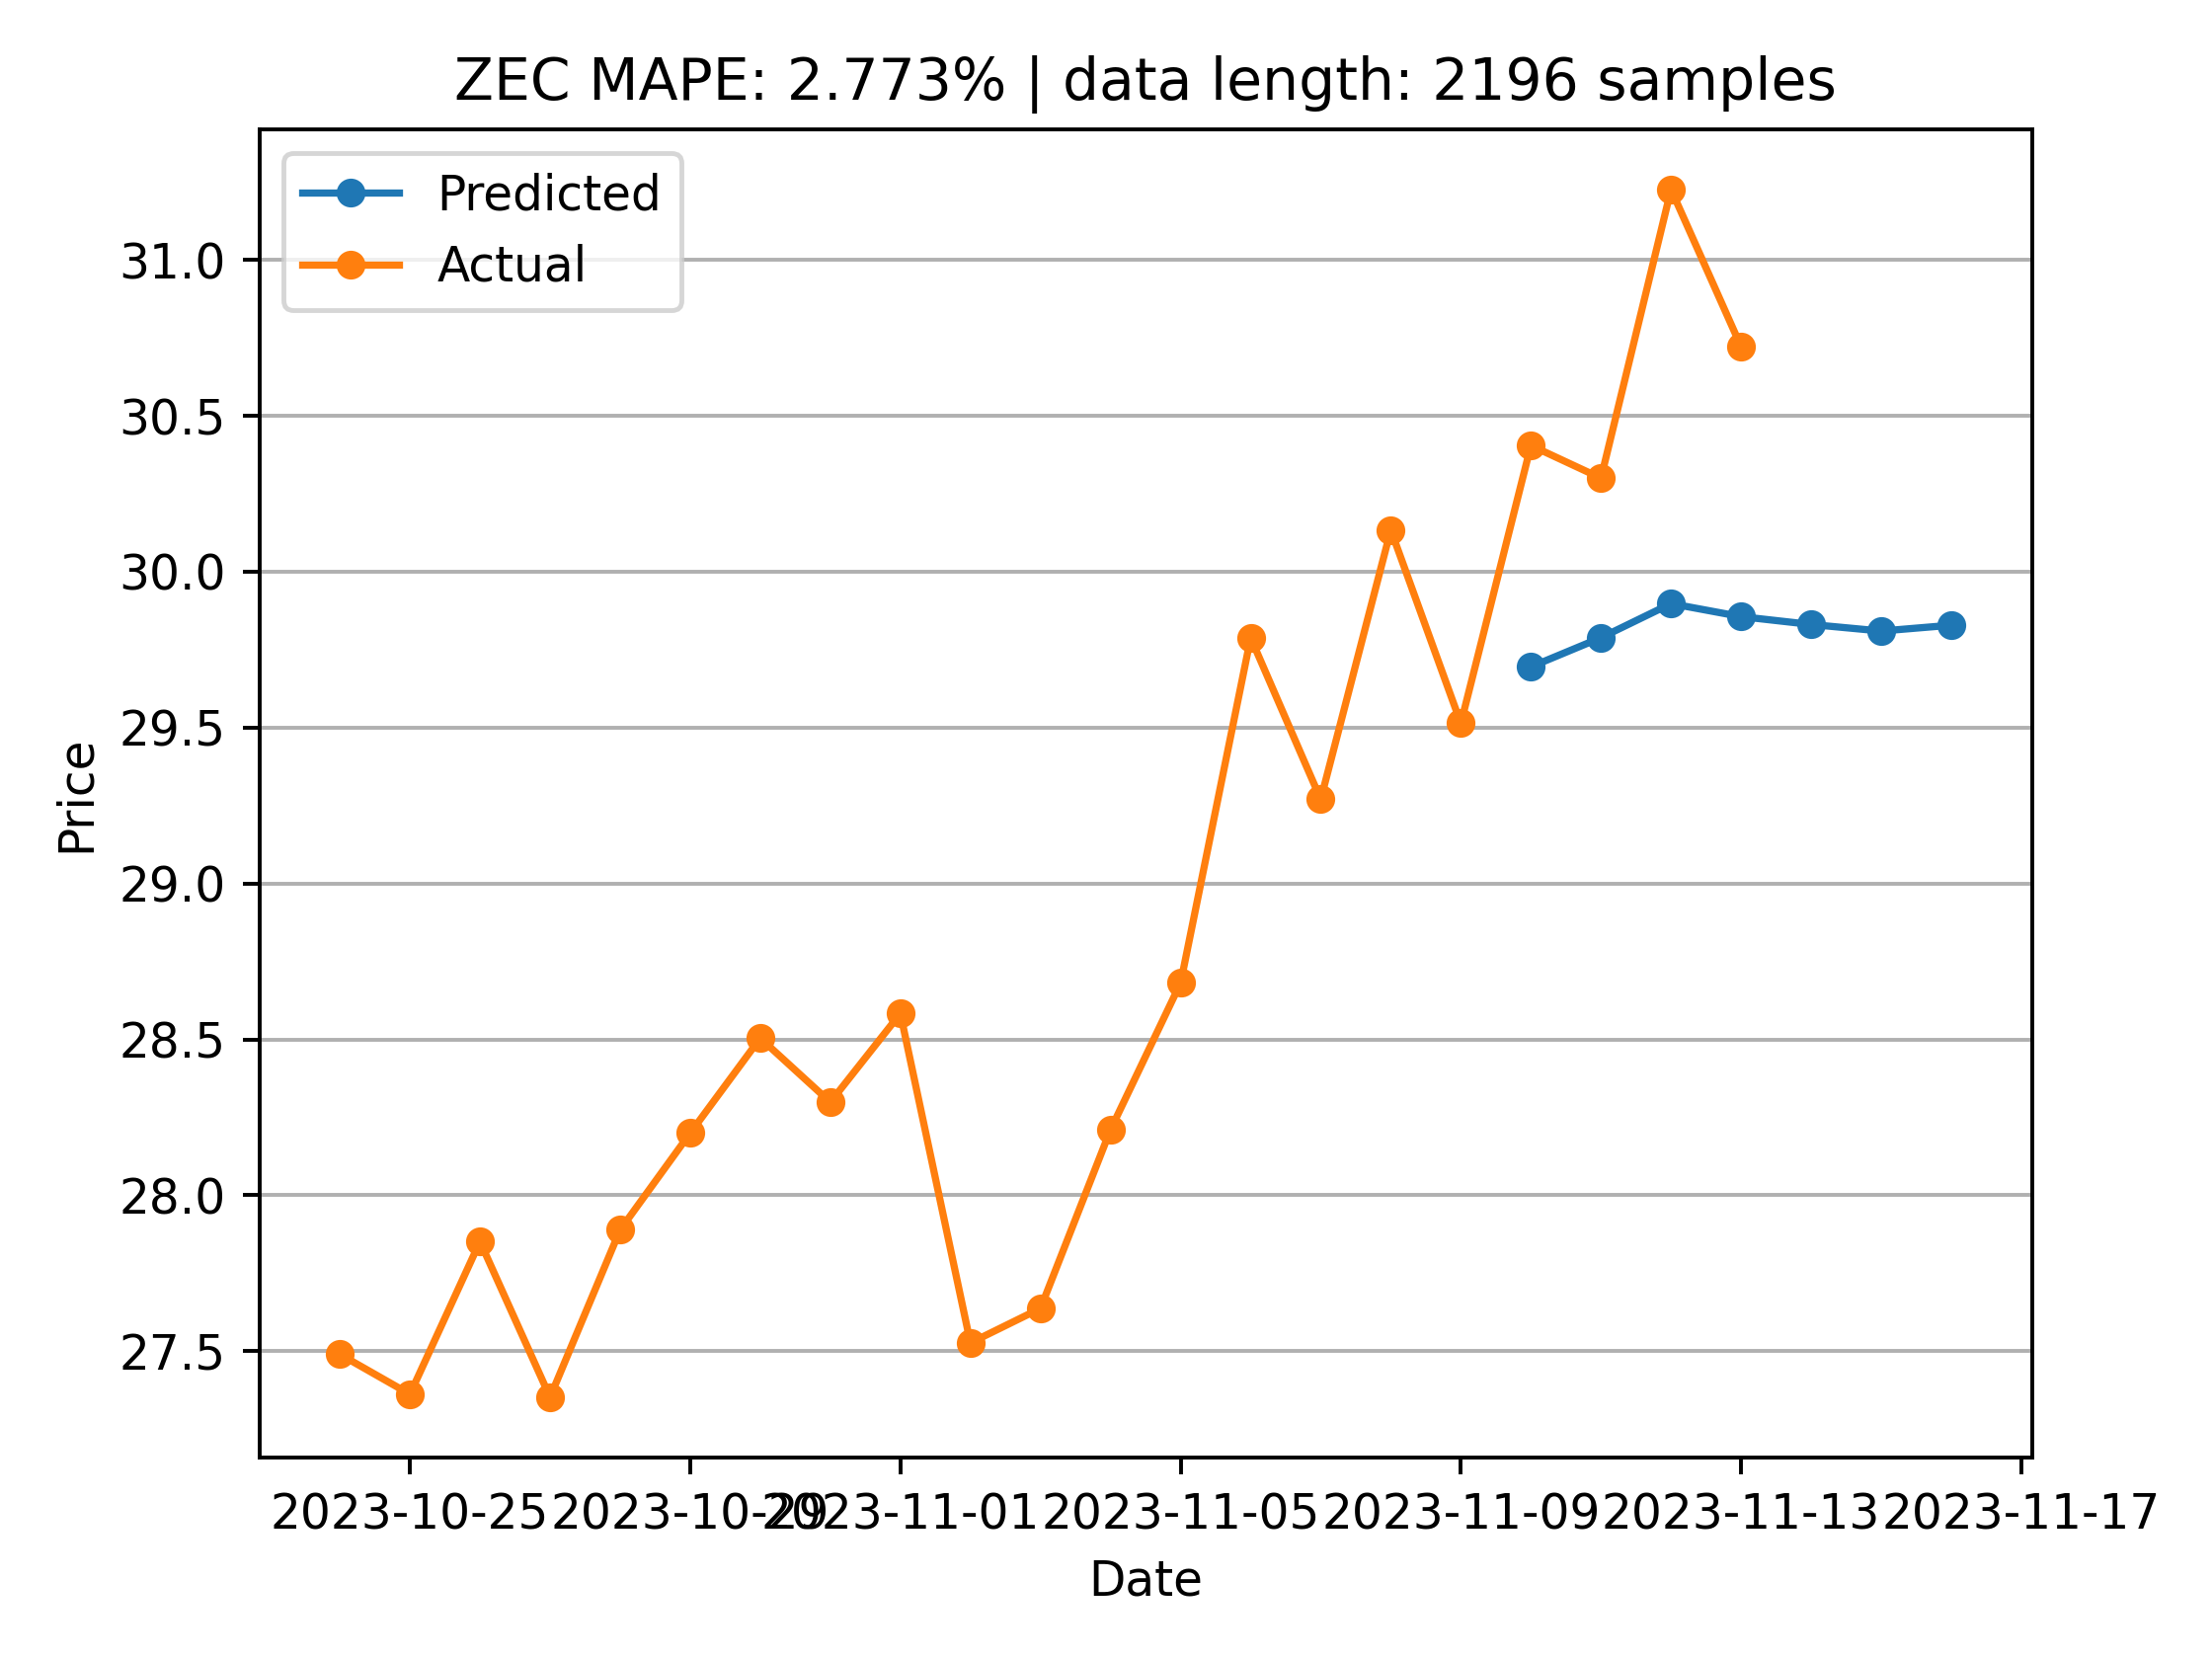 ZEC MAPE: 2.773% | data length: 2196 samples
Predicted
Actual
31.0
30.5
30.0
29.5
29.0
28.5
28.0
27.5
Price
2023-10-25 2023-10-29 2023-11-01 2023-11-05 2023-11-09 2023-11-13 2023-11-17
Date